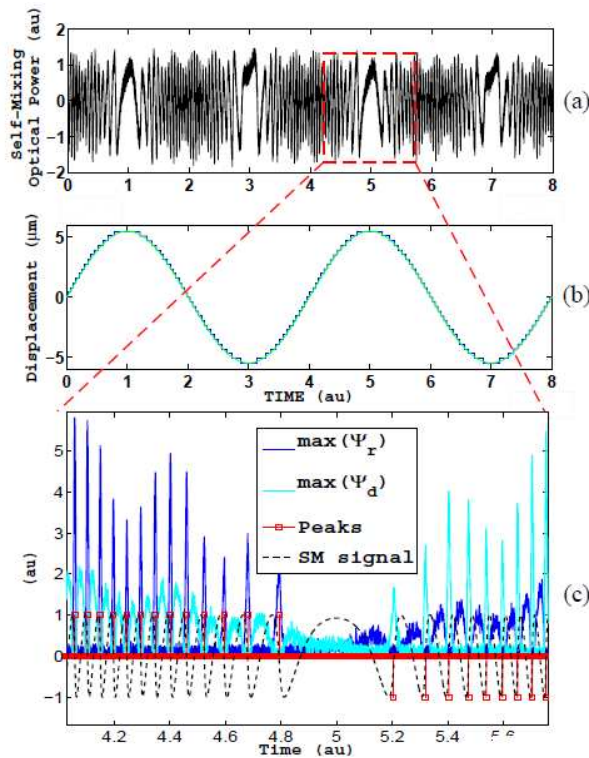 Self-Mixing
Optical Power (au)
2
1
0
−1
−2
0 1 2 3 4 5 6 7 8
(a)
Displacement (μm)
5
0
−5
0 1 2 3 4 5 6 7 8
TIME (au)
(b)
(au)
5
4
3
2
1
0
−1
max(Ψr)
max(Ψd)
Peaks
SM signal
(c)
4.2 4.4 4.6 4.8 5 5.2 5.4 5.6
Time (au)